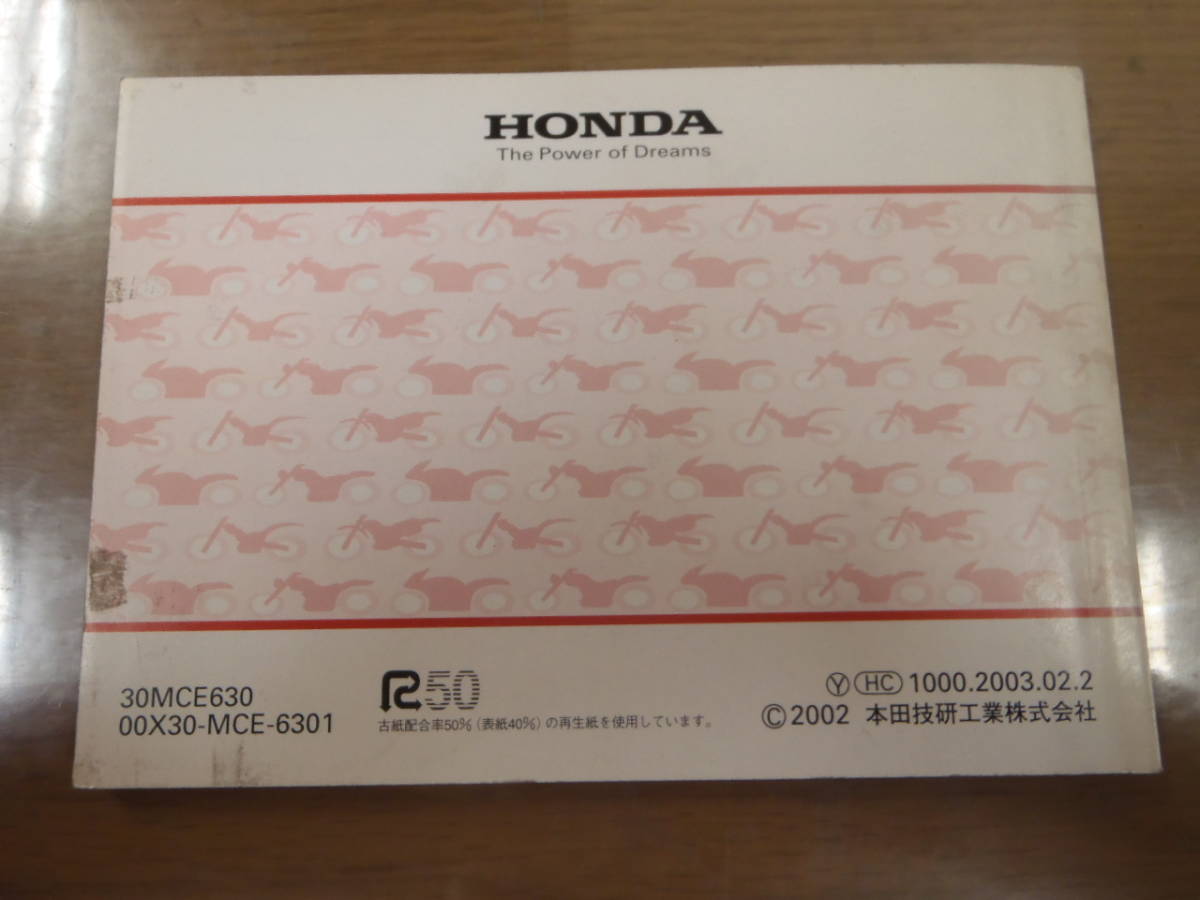 HONDA
The Power of Dreams
30MCE630
00X30-MCE-6301
R50
古紙配合率50%(表紙40%)の再生紙を使用しています。
Ⓨ HC 1000.2003.02.2
©2002 本田技研工業株式会社